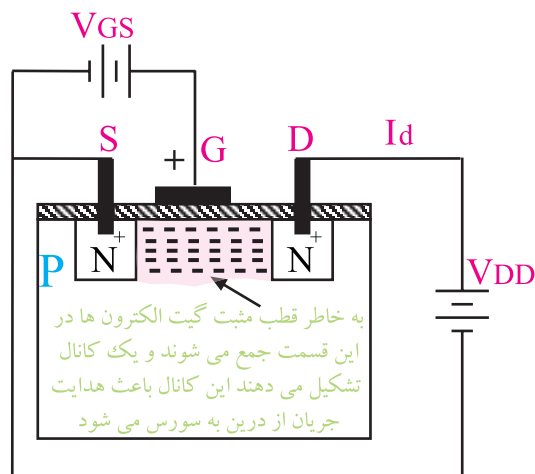 VGS
S
+
G
D
Id
P
N+
N+
VDD
به خاطر قطب مثبت گیت الکترون ها در
این قسمت جمع می شوند و یک کانال
تشکیل می دهند این کانال باعث هدایت
جریان از درین به سورس می شود